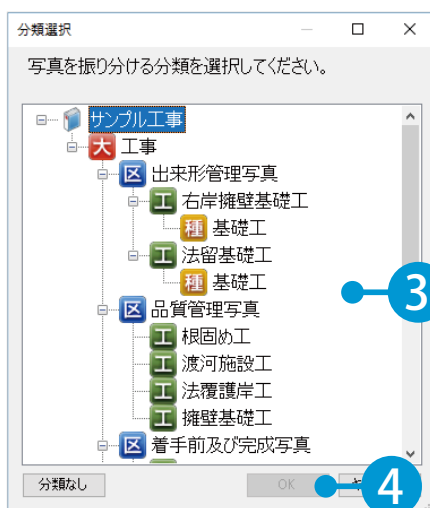 分類選択
写真を振り分ける分類を選択してください。
サンプル工事
大 工事
区 出来形管理写真
工 右岸擁壁基礎工
種 基礎工
工 法留基礎工
種 基礎工
3
区 品質管理写真
工 根固め工
工 渡河施設工
工 法覆護岸工
工 擁壁基礎工
区 着手前及び完成写真
分類なし
OK
4